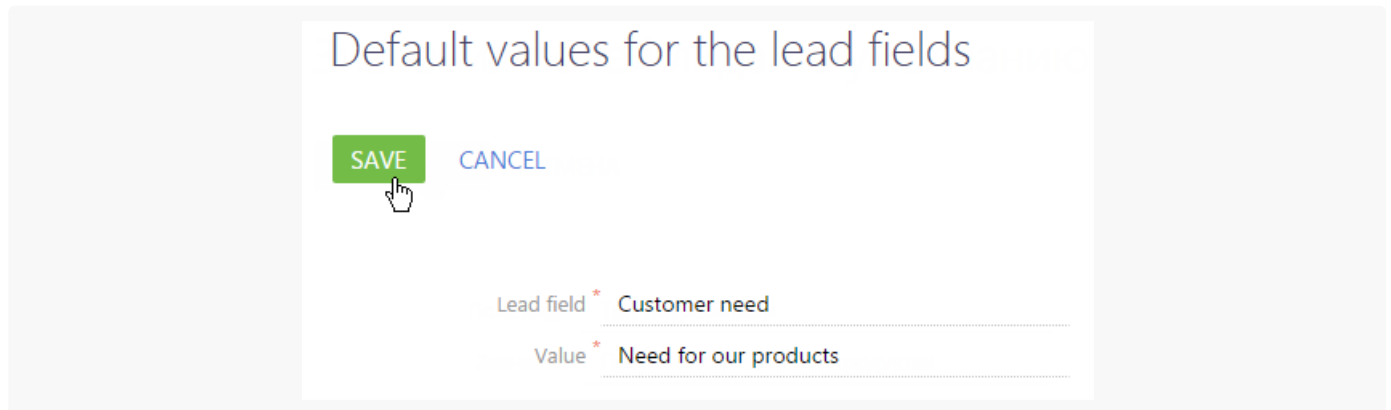 Default values for the lead fields
SAVE CANCEL
Lead field * Customer need
Value * Need for our products